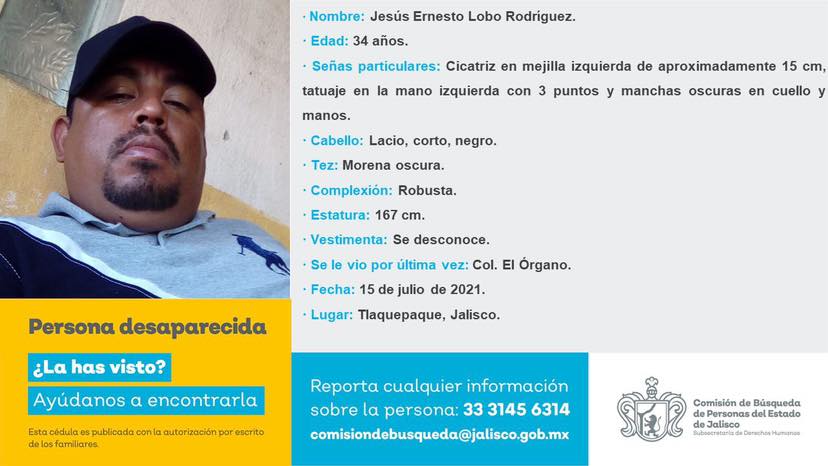 · Nombre: Jesús Ernesto Lobo Rodríguez.
· Edad: 34 años.
· Señas particulares: Cicatriz en mejilla izquierda de aproximadamente 15 cm,
tatuaje en la mano izquierda con 3 puntos y manchas oscuras en cuello y
manos.
· Cabello: Lacio, corto, negro.
· Tez: Morena oscura.
· Complexión: Robusta.
· Estatura: 167 cm.
· Vestimenta: Se desconoce.
· Se le vio por última vez: Col. El Órgano.
· Fecha: 15 de julio de 2021.
· Lugar: Tlaquepaque, Jalisco.
Persona desaparecida
¿La has visto?
Ayúdanos a encontrarla
Esta cédula es publicada con la autorización por escrito
de los familiares.
Reporta cualquier información
sobre la persona: 33 3145 6314
comisiondebusqueda@jalisco.gob.mx
Comisión de Búsqueda
de Personas del Estado
de Jalisco
Subsecretaría de Derechos Humanos